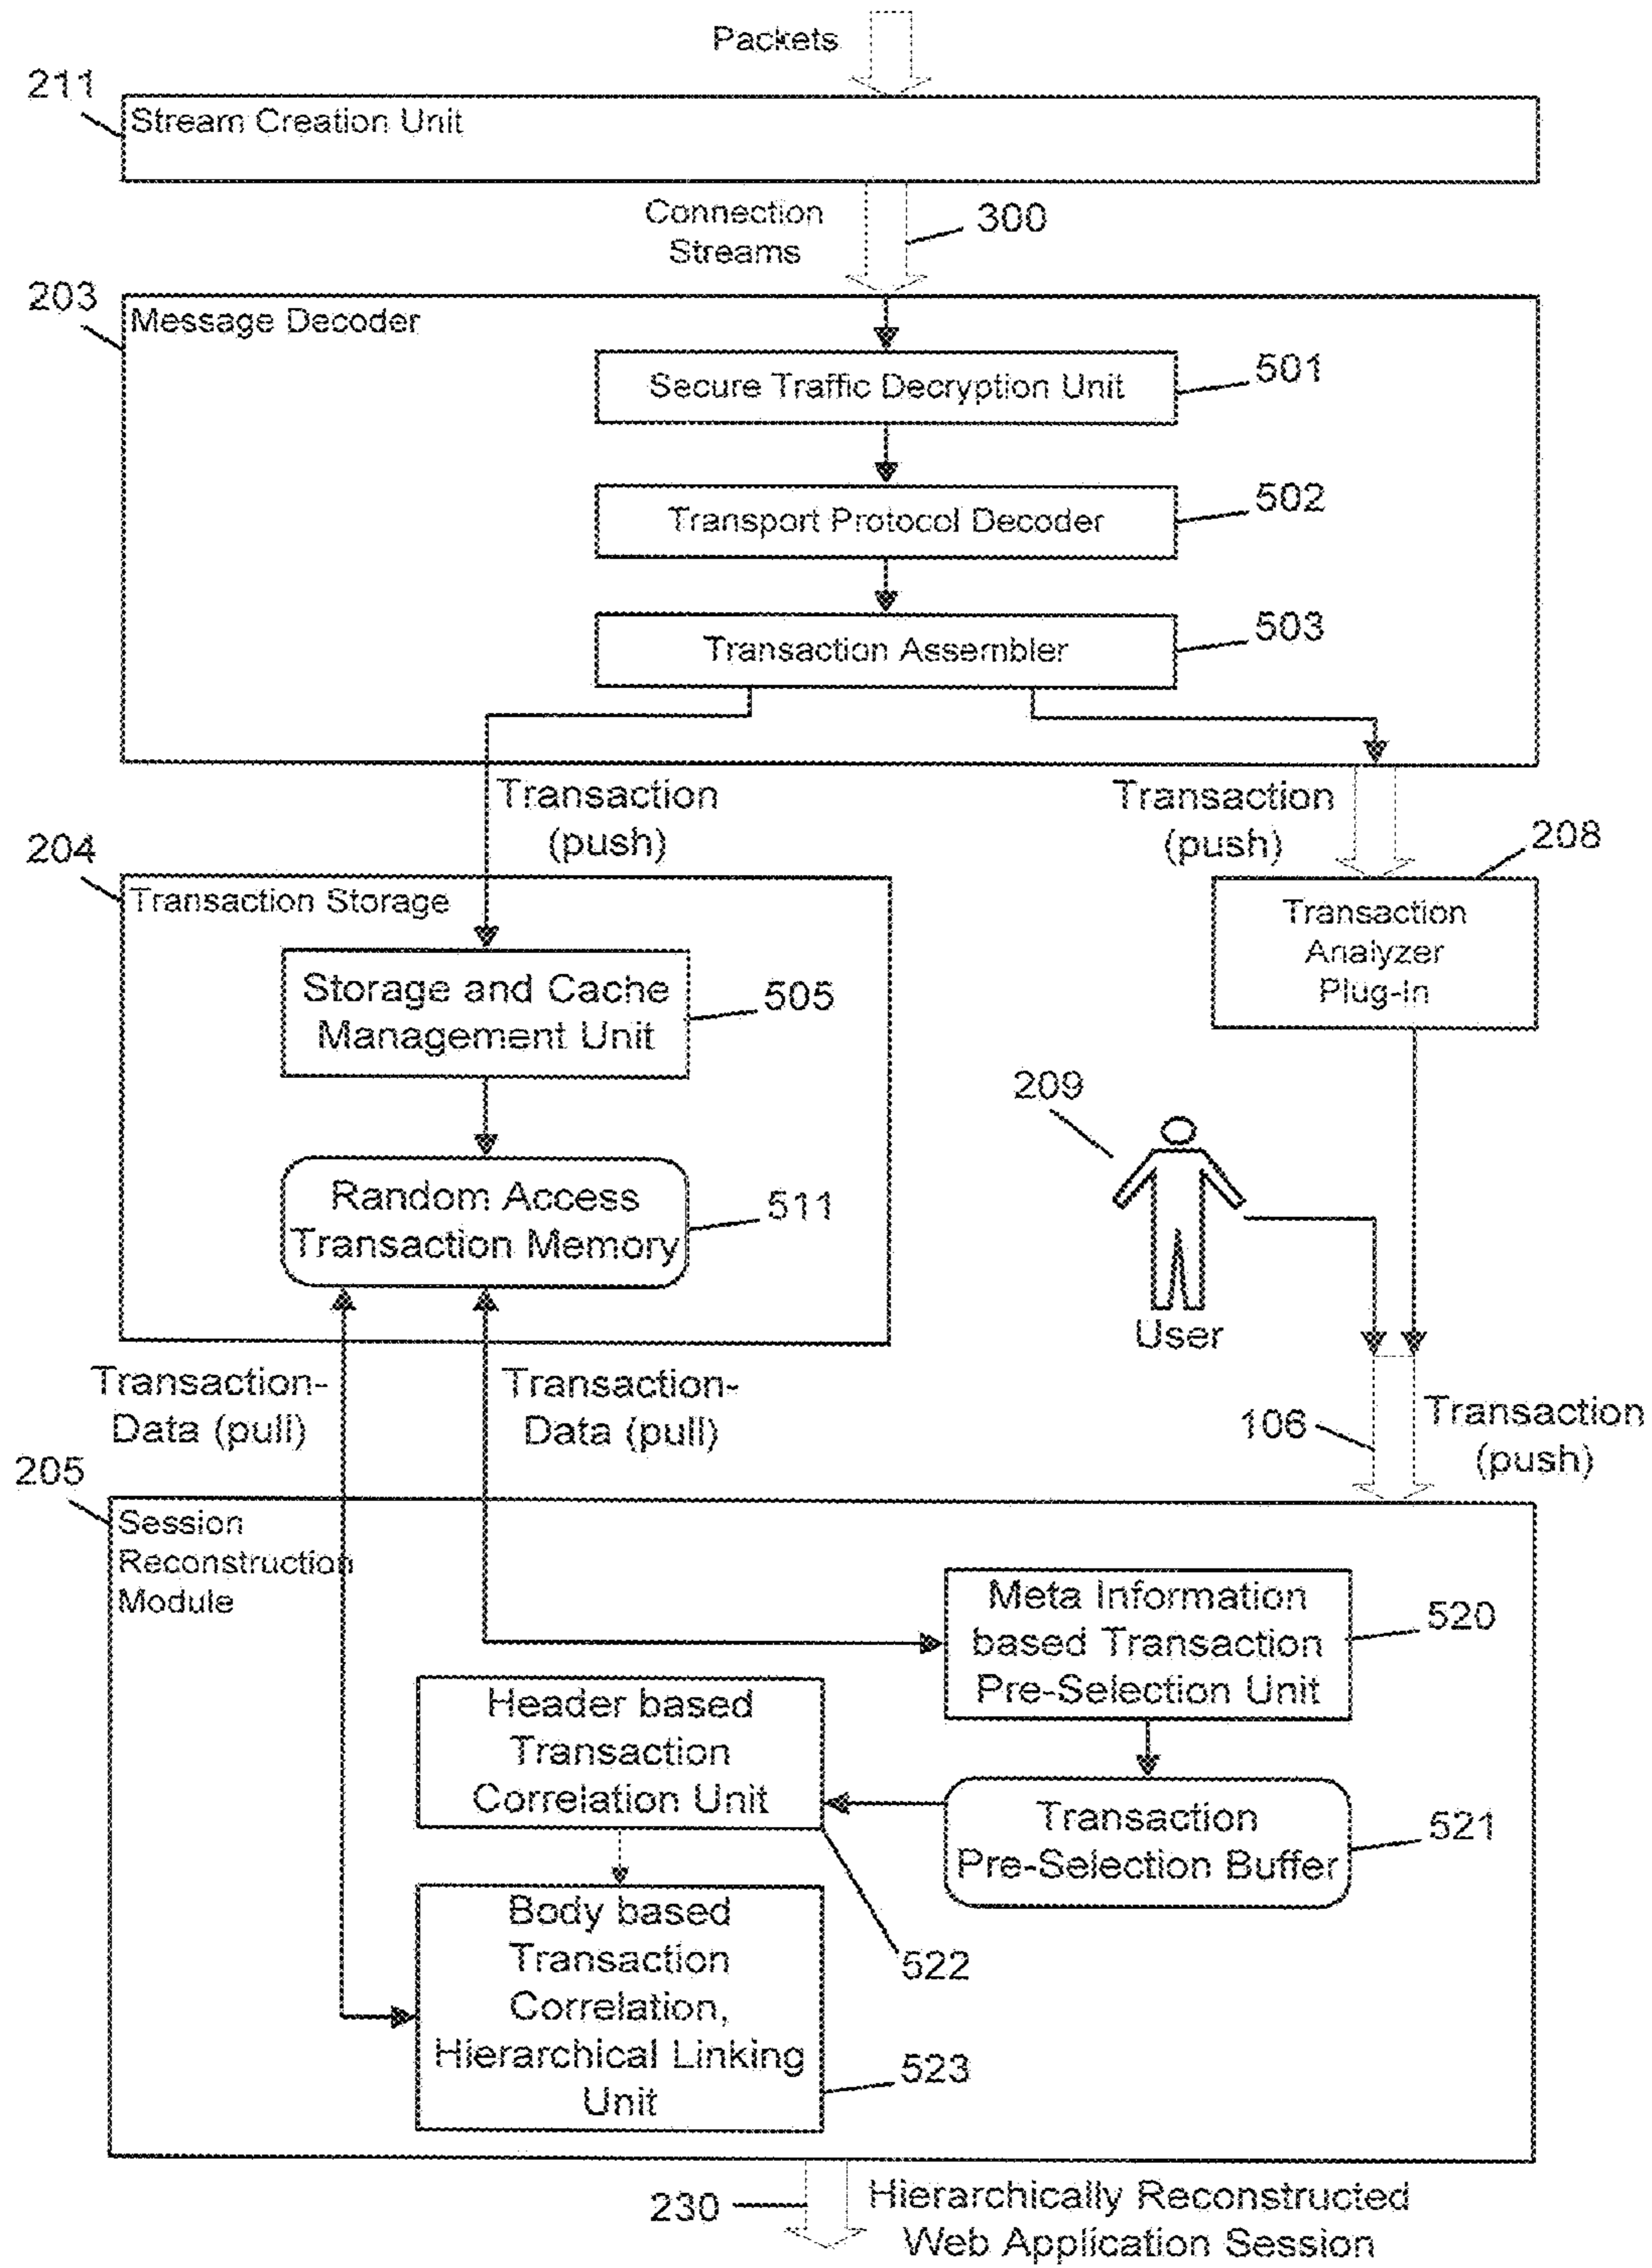 Packets
211
Stream Creation Unit
Connection
Streams
300
203
Message Decoder
Secure Traffic Decryption Unit
501
Transport Protocol Decoder
502
Transaction Assembler
503
Transaction
(push)
Transaction
(push)
204
Transaction Storage
208
Transaction
Analyzer
Plug-In
Storage and Cache
Management Unit
505
209
Random Access
Transaction Memory
511
User
Transaction-
Data (pull)
Transaction-
Data (pull)
106
Transaction
(push)
205
Session
Reconstruction
Module
Meta Information
based Transaction
Pre-Selection Unit
520
Header based
Transaction
Correlation Unit
Transaction
Pre-Selection Buffer
521
522
Body based
Transaction
Correlation,
Hierarchical Linking
Unit
523
230
Hierarchically Reconstructed
Web Application Session